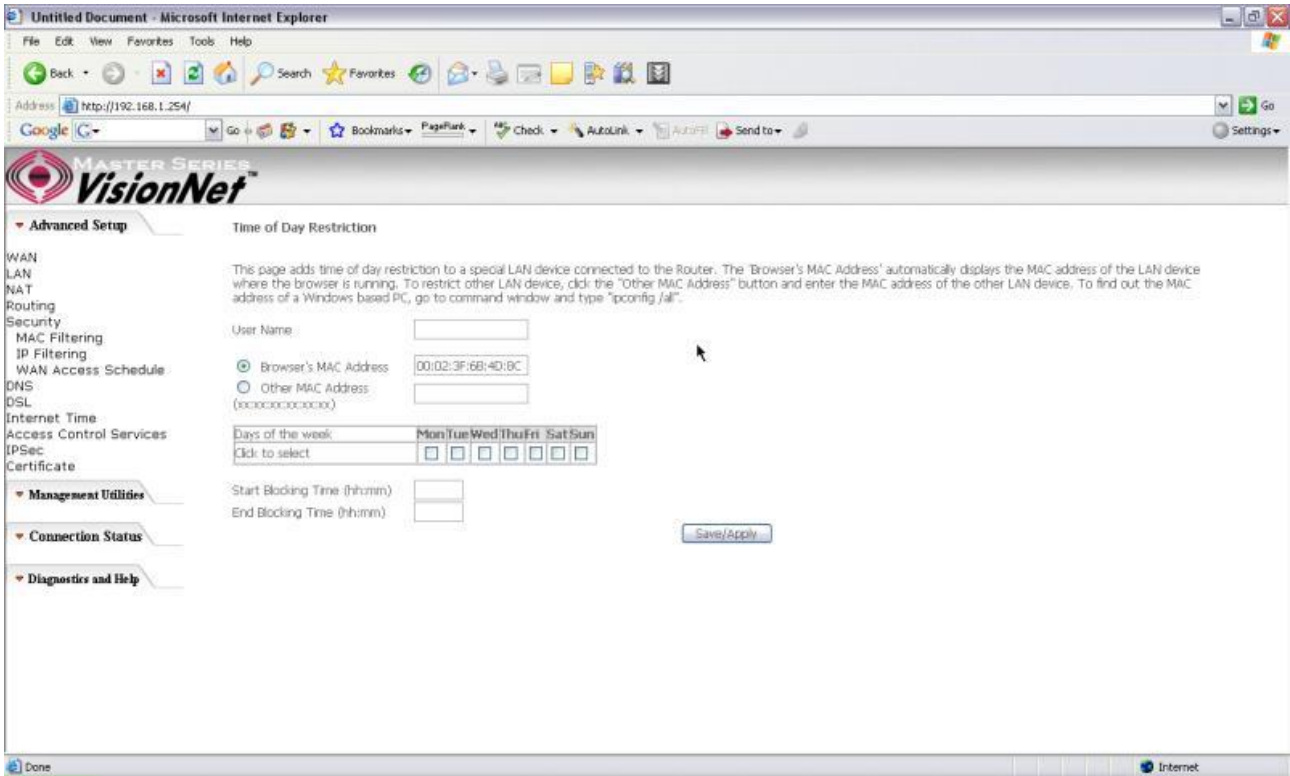 Untitled Document - Microsoft Internet Explorer
File Edit View Favorites Tools Help
Back Search Favorites
Address http://192.168.1.254/ Go
Google G Go Bookmarks PageRank Check AutoLink AutoFill Send to Settings
MASTER SERIES
VisionNet™
Advanced Setup
WAN
LAN
NAT
Routing
Security
MAC Filtering
IP Filtering
WAN Access Schedule
DNS
DSL
Internet Time
Access Control Services
IPSec
Certificate
Management Utilities
Connection Status
Diagnostics and Help
Time of Day Restriction
This page adds time of day restriction to a special LAN device connected to the Router. The 'Browser's MAC Address' automatically displays the MAC address of the LAN device
where the browser is running. To restrict other LAN device, click the "Other MAC Address" button and enter the MAC address of the other LAN device. To find out the MAC
address of a Windows based PC, go to command window and type "ipconfig /all".
User Name
Browser's MAC Address 00:02:3F:6B:4D:8C
Other MAC Address
(xx:xx:xx:xx:xx:xx)
Days of the week Mon Tue Wed Thu Fri Sat Sun
Click to select
Start Blocking Time (hh:mm)
End Blocking Time (hh:mm)
Save/Apply
Done Internet